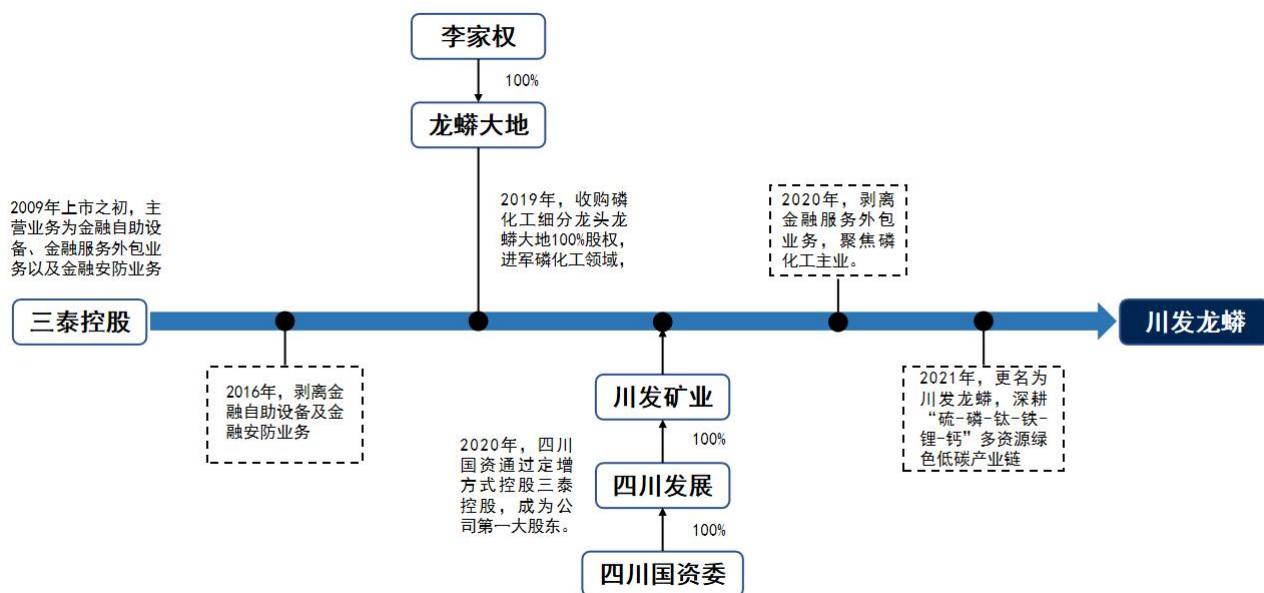 李家权
100%
龙蟒大地
2009年上市之初，主
营业务为金融自助设
备、金融服务外包业
务以及金融安防业务
2019年，收购磷
化工细分龙头龙
蟒大地100%股权，
进军磷化工领域，
2020年，剥离
金融服务外包
业务，聚焦磷
化工主业。
三泰控股
川发龙蟒
2016年，剥离金
融自助设备及金
融安防业务
川发矿业
100%
2020年，四川
国资通过定增
方式控股三泰
控股，成为公
司第一大股东。
四川发展
100%
四川国资委
2021年，更名为
川发龙蟒，深耕
“硫-磷-钛-铁-
锂-钙”多资源绿
色低碳产业链